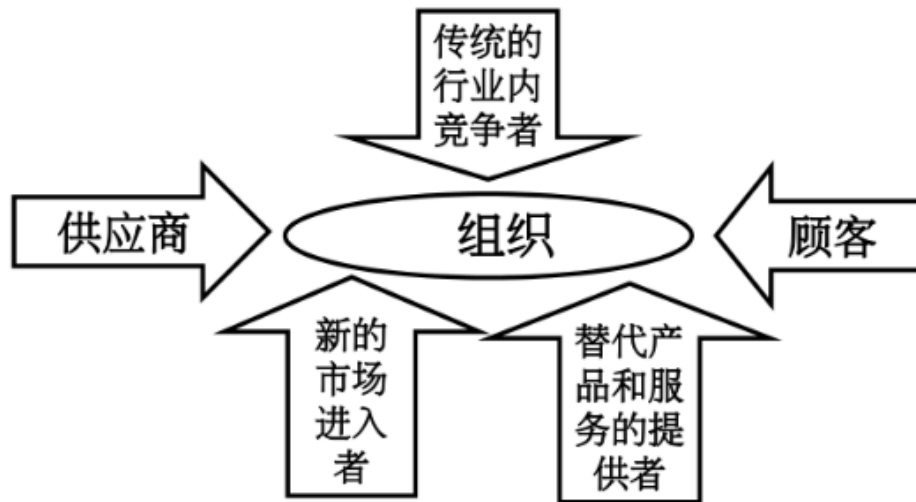 传统的
行业内
竞争者
供应商
组织
顾客
新的
市场
进入
者
替代产
品和服
务的提
供者